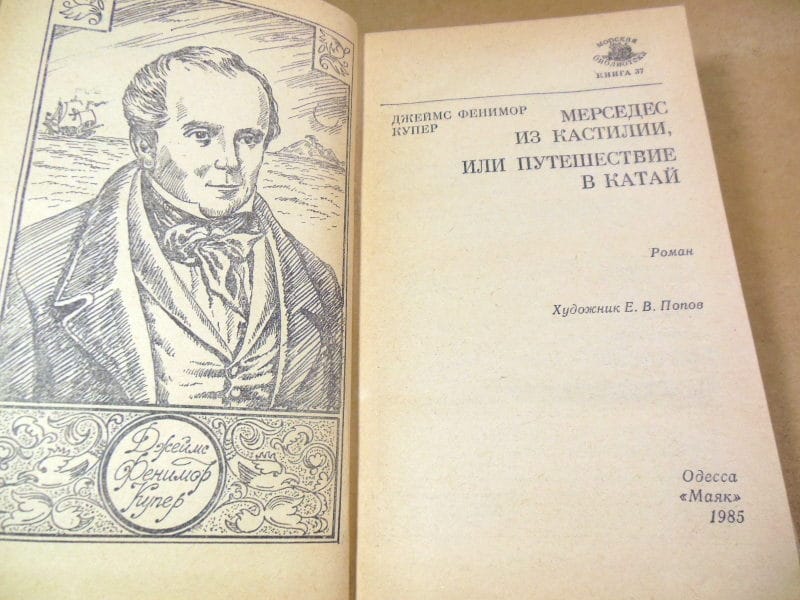 Джеймс
Фенимор
Купер
морская
библиотека
КНИГА 37
ДЖЕЙМС ФЕНИМОР
КУПЕР
МЕРСЕДЕС
ИЗ КАСТИЛИИ,
ИЛИ ПУТЕШЕСТВИЕ
В КАТАЙ
Роман
Художник Е. В. Попов
Одесса
«Маяк»
1985